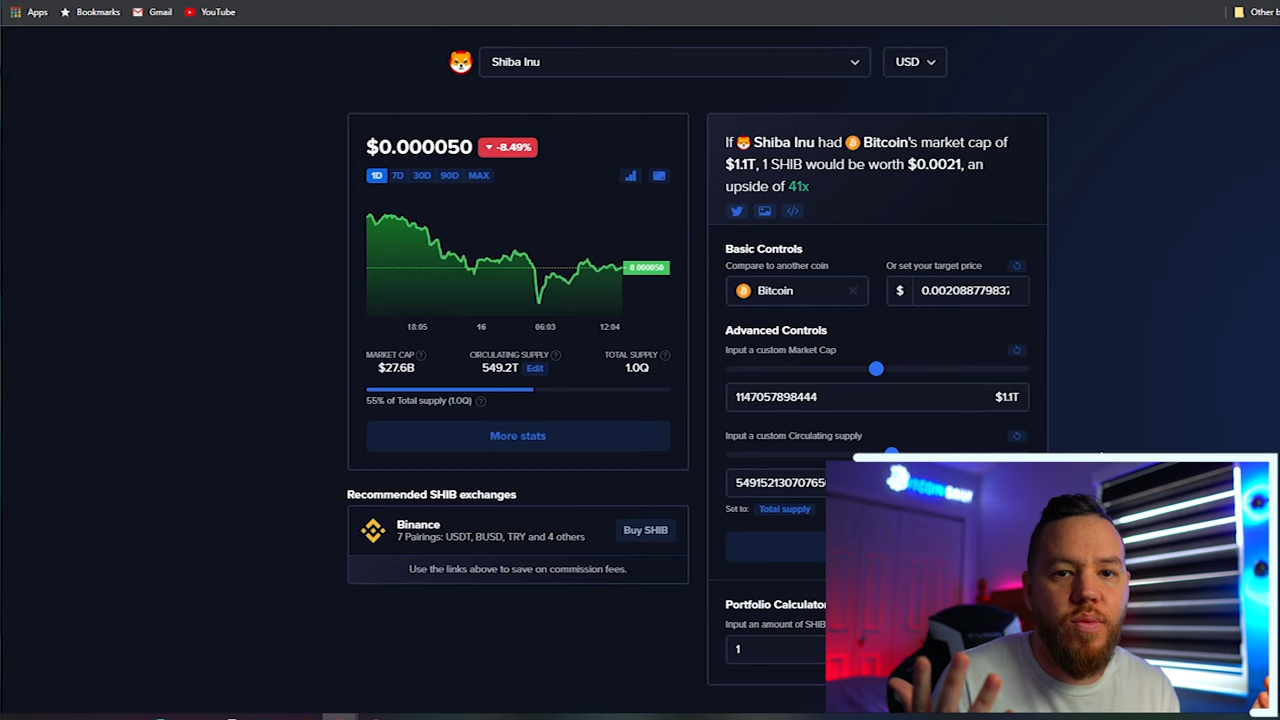 Apps Bookmarks Gmail YouTube
Shiba Inu
USD
$0.000050 -8.49%
1D 7D 30D 90D MAX
0.000050
18:05 16 06:03 12:04
MARKET CAP ? CIRCULATING SUPPLY ? TOTAL SUPPLY ?
$27.6B 549.2T Edit 1.0Q
55% of Total supply (1.0Q) ?
More stats
Recommended SHIB exchanges
Binance
7 Pairings: USDT, BUSD, TRY and 4 others
Buy SHIB
Use the links above to save on commission fees.
If Shiba Inu had Bitcoin's market cap of
$1.1T, 1 SHIB would be worth $0.0021, an
upside of 41x
Basic Controls
Compare to another coin Or set your target price
Bitcoin $ 0.002088779837
Advanced Controls
Input a custom Market Cap
1147057898444 $1.1T
Input a custom Circulating supply
5491521307076
Set to: Total supply
Portfolio Calculator
Input an amount of SHIB
1